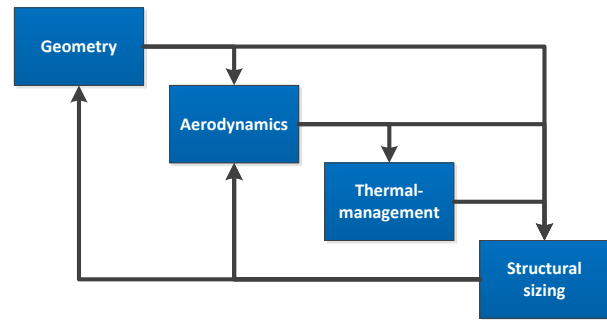 Geometry
Aerodynamics
Thermal-
management
Structural
sizing